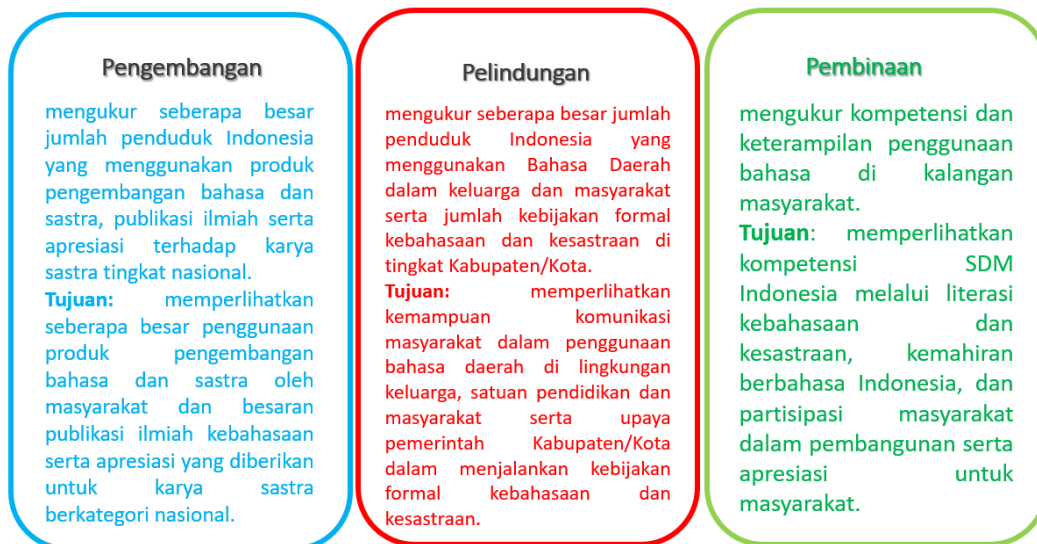 Pengembangan
mengukur seberapa besar
jumlah penduduk Indonesia
yang menggunakan produk
pengembangan bahasa dan
sastra, publikasi ilmiah serta
apresiasi terhadap karya
sastra tingkat nasional.
Tujuan: memperlihatkan
seberapa besar penggunaan
produk pengembangan
bahasa dan sastra oleh
masyarakat dan besaran
publikasi ilmiah kebahasaan
serta apresiasi yang diberikan
untuk karya sastra
berkategori nasional.
Pelindungan
mengukur seberapa besar jumlah
penduduk Indonesia yang
menggunakan Bahasa Daerah
dalam keluarga dan masyarakat
serta jumlah kebijakan formal
kebahasaan dan kesastraan di
tingkat Kabupaten/Kota.
Tujuan: memperlihatkan
kemampuan komunikasi
masyarakat dalam penggunaan
bahasa daerah di lingkungan
keluarga, satuan pendidikan dan
masyarakat serta upaya
pemerintah Kabupaten/Kota
dalam menjalankan kebijakan
formal kebahasaan dan
kesastraan.
Pembinaan
mengukur kompetensi dan
keterampilan penggunaan
bahasa di kalangan
masyarakat.
Tujuan: memperlihatkan
kompetensi SDM
Indonesia melalui literasi
kebahasaan dan
kesastraan, kemahiran
berbahasa Indonesia, dan
partisipasi masyarakat
dalam pembangunan serta
apresiasi untuk
masyarakat.